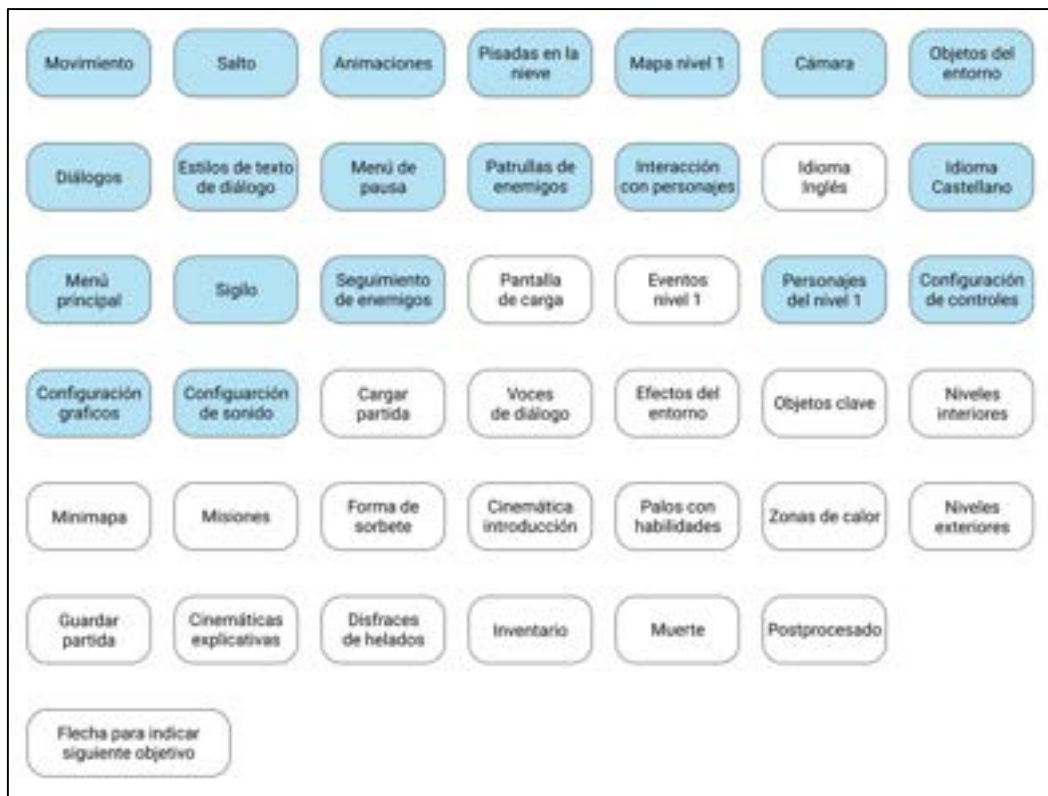 Movimiento
Salto
Animaciones
Pisadas en la
nieve
Mapa nivel 1
Cámara
Objetos del
entorno
Diálogos
Estilos de texto
de diálogo
Menú de
pausa
Patrullas de
enemigos
Interacción
con personajes
Idioma
Inglés
Idioma
Castellano
Menú
principal
Sigilo
Seguimiento
de enemigos
Pantalla
de carga
Eventos
nivel 1
Personajes
del nivel 1
Configuración
de controles
Configuración
graficos
Configuarción
de sonido
Cargar
partida
Voces
de diálogo
Efectos del
entorno
Objetos clave
Niveles
interiores
Minimapa
Misiones
Forma de
sorbete
Cinemática
introducción
Palos con
habilidades
Zonas de calor
Niveles
exteriores
Guardar
partida
Cinemáticas
explicativas
Disfraces
de helados
Inventario
Muerte
Postprocesado
Flecha para indicar
siguiente objetivo